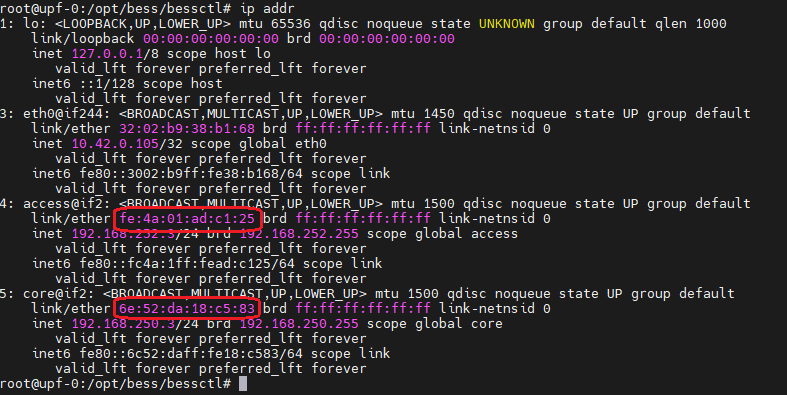 root@upf-0:/opt/bess/bessctl# ip addr
1: lo: <LOOPBACK,UP,LOWER_UP> mtu 65536 qdisc noqueue state UNKNOWN group default qlen 1000
link/loopback 00:00:00:00:00:00 brd 00:00:00:00:00:00
inet 127.0.0.1/8 scope host lo
valid_lft forever preferred_lft forever
inet6 ::1/128 scope host
valid_lft forever preferred_lft forever
3: eth0@if244: <BROADCAST,MULTICAST,UP,LOWER_UP> mtu 1450 qdisc noqueue state UP group default
link/ether 32:02:b9:38:b1:68 brd ff:ff:ff:ff:ff:ff link-netnsid 0
inet 10.42.0.105/32 scope global eth0
valid_lft forever preferred_lft forever
inet6 fe80::3002:b9ff:fe38:b168/64 scope link
valid_lft forever preferred_lft forever
4: access@if2: <BROADCAST,MULTICAST,UP,LOWER_UP> mtu 1500 qdisc noqueue state UP group default
link/ether fe:4a:01:ad:c1:25 brd ff:ff:ff:ff:ff:ff link-netnsid 0
inet 192.168.252.3/24 brd 192.168.252.255 scope global access
valid_lft forever preferred_lft forever
inet6 fe80::fc4a:1ff:fead:c125/64 scope link
valid_lft forever preferred_lft forever
5: core@if2: <BROADCAST,MULTICAST,UP,LOWER_UP> mtu 1500 qdisc noqueue state UP group default
link/ether 6e:52:da:18:c5:83 brd ff:ff:ff:ff:ff:ff link-netnsid 0
inet 192.168.250.3/24 brd 192.168.250.255 scope global core
valid_lft forever preferred_lft forever
inet6 fe80::6c52:daff:fe18:c583/64 scope link
valid_lft forever preferred_lft forever
root@upf-0:/opt/bess/bessctl#